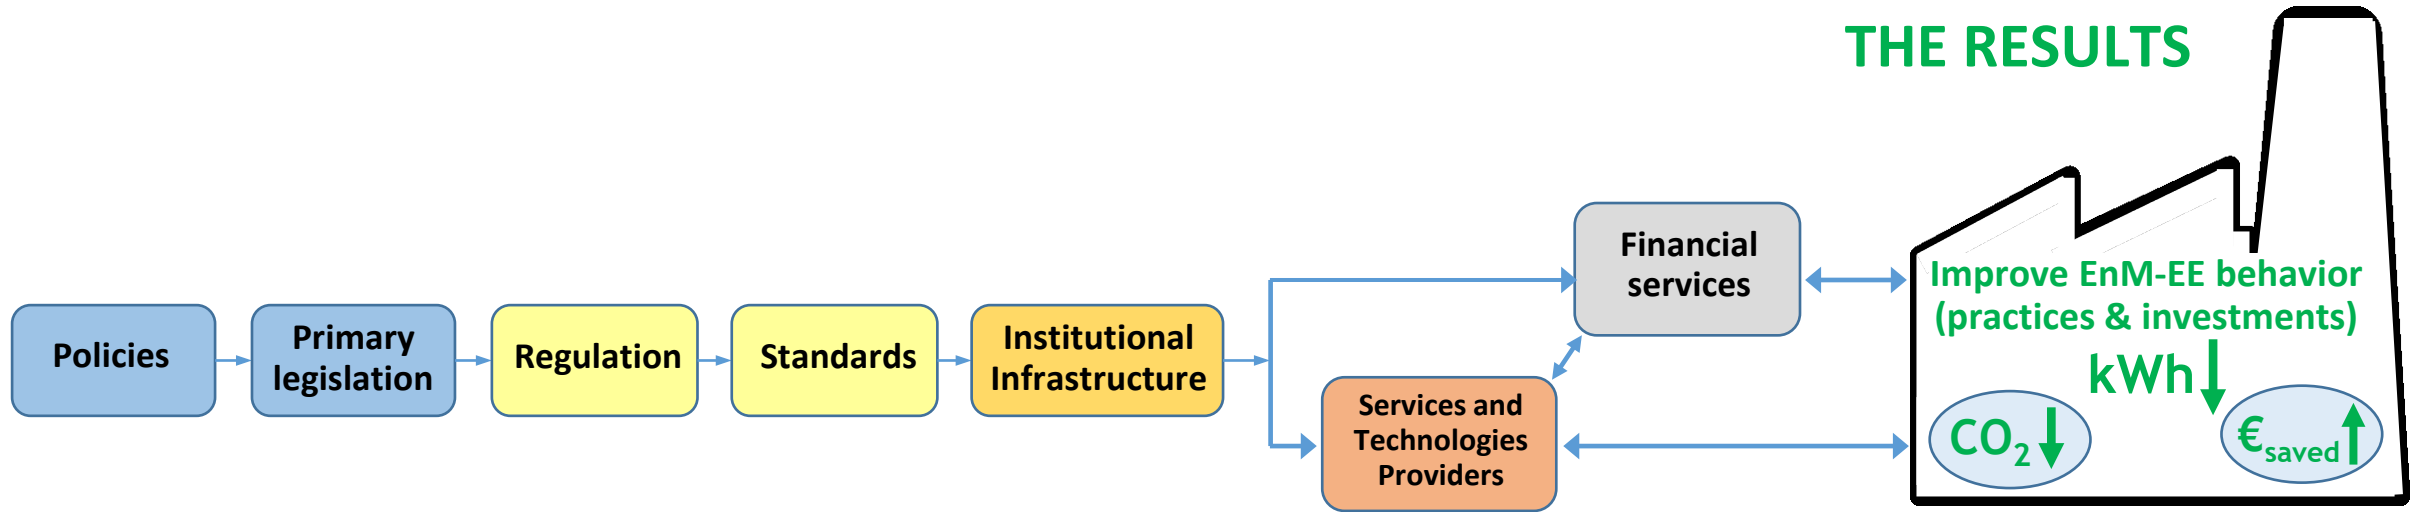 THE RESULTS
Policies
Primary
legislation
Regulation
Standards
Institutional
Infrastructure
Financial
services
Services and
Technologies
Providers
Improve EnM-EE behavior
(practices & investments)
kWh
CO₂
€saved